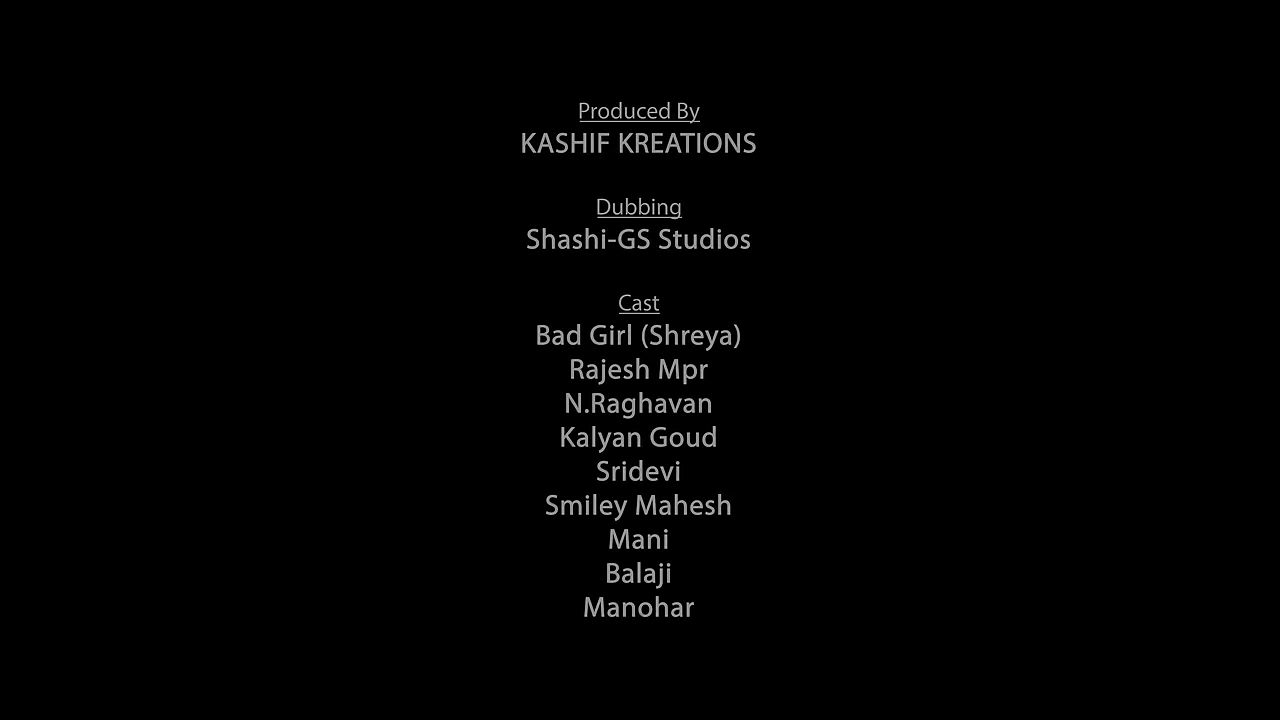 Produced By
KASHIF KREATIONS
Dubbing
Shashi-GS Studios
Cast
Bad Girl (Shreya)
Rajesh Mpr
N.Raghavan
Kalyan Goud
Sridevi
Smiley Mahesh
Mani
Balaji
Manohar